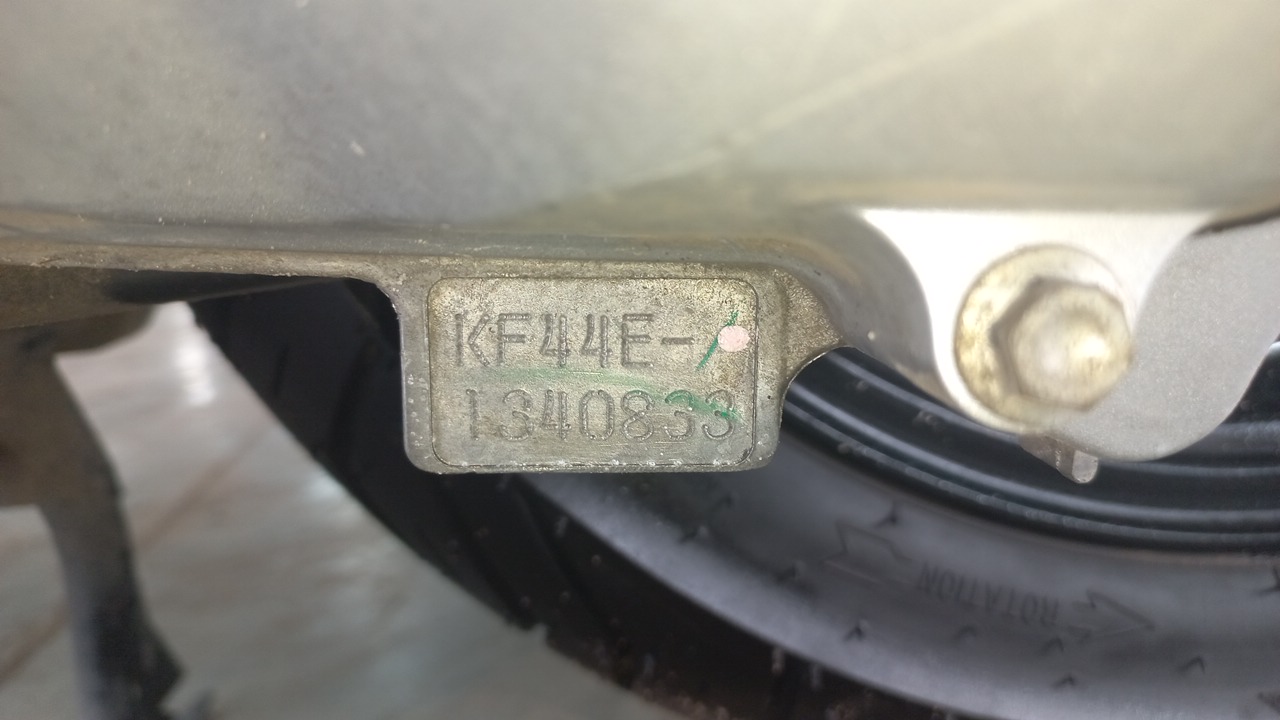 KF44E-
1340833
ROTATION